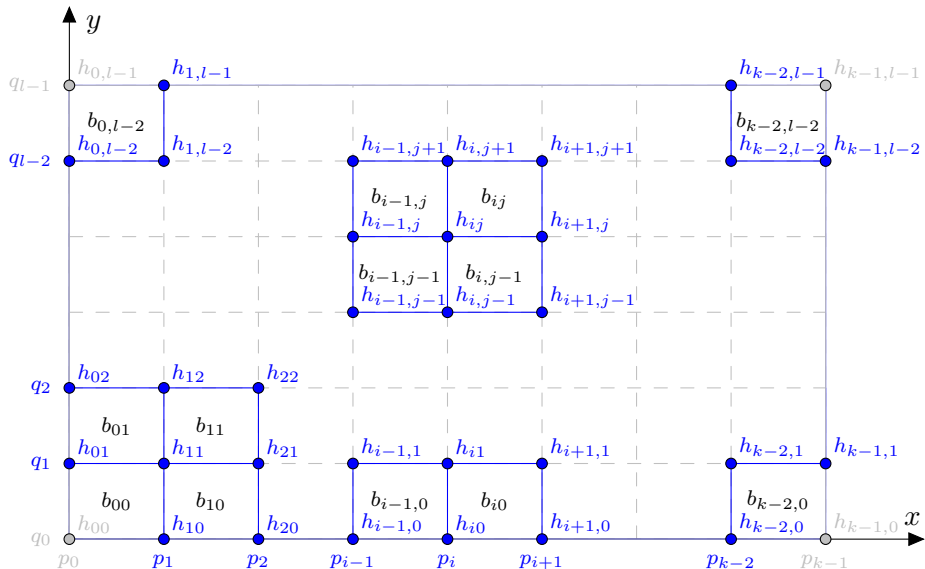 y
q_{l-1} h_{0,l-1} h_{1,l-1} h_{k-2,l-1} h_{k-1,l-1}
b_{0,l-2} b_{k-2,l-2}
q_{l-2} h_{0,l-2} h_{1,l-2} h_{i-1,j+1} h_{i,j+1} h_{i+1,j+1} h_{k-2,l-2} h_{k-1,l-2}
b_{i-1,j} b_{ij}
h_{i-1,j} h_{ij} h_{i+1,j}
b_{i-1,j-1} b_{i,j-1}
h_{i-1,j-1} h_{i,j-1} h_{i+1,j-1}
q_2 h_{02} h_{12} h_{22}
b_{01} b_{11}
q_1 h_{01} h_{11} h_{21} h_{i-1,1} h_{i1} h_{i+1,1} h_{k-2,1} h_{k-1,1}
b_{00} b_{10} b_{i-1,0} b_{i0} b_{k-2,0}
q_0 h_{00} h_{10} h_{20} h_{i-1,0} h_{i0} h_{i+1,0} h_{k-2,0} h_{k-1,0} x
p_0 p_1 p_2 p_{i-1} p_i p_{i+1} p_{k-2} p_{k-1}